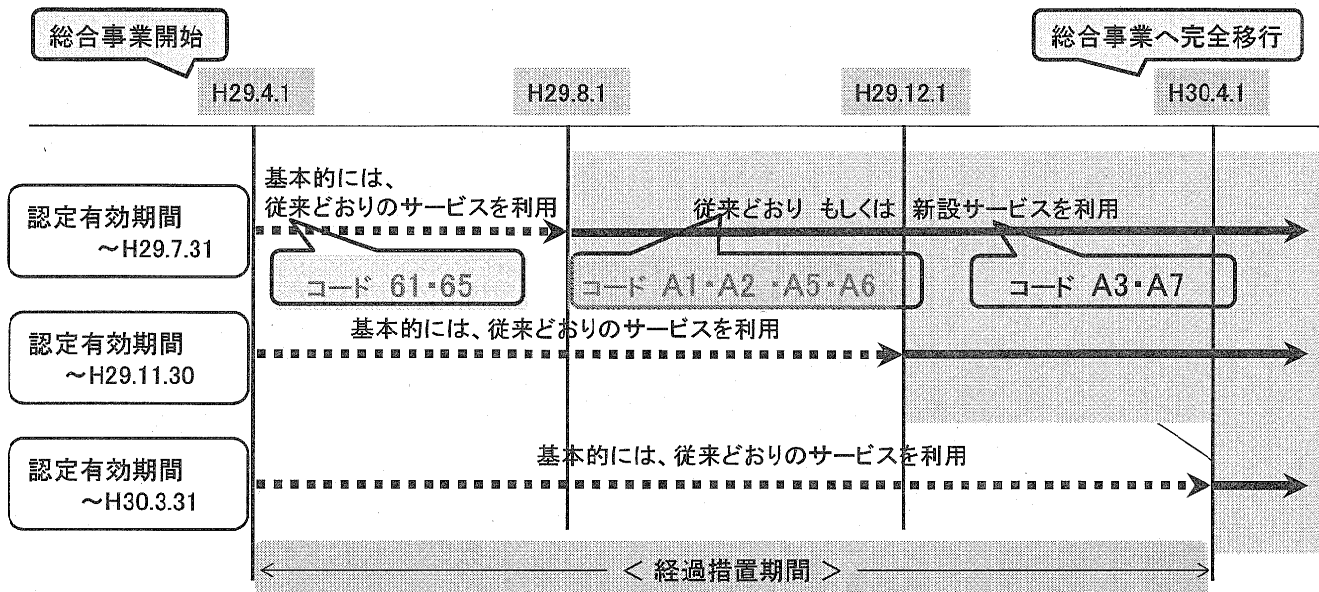 総合事業開始
総合事業へ完全移行
H29.4.1
H29.8.1
H29.12.1
H30.4.1
認定有効期間
～H29.7.31
基本的には、
従来どおりのサービスを利用
従来どおり もしくは 新設サービスを利用
コード 61・65
コード A1・A2・A5・A6
コード A3・A7
認定有効期間
～H29.11.30
基本的には、従来どおりのサービスを利用
認定有効期間
～H30.3.31
基本的には、従来どおりのサービスを利用
＜ 経過措置期間 ＞